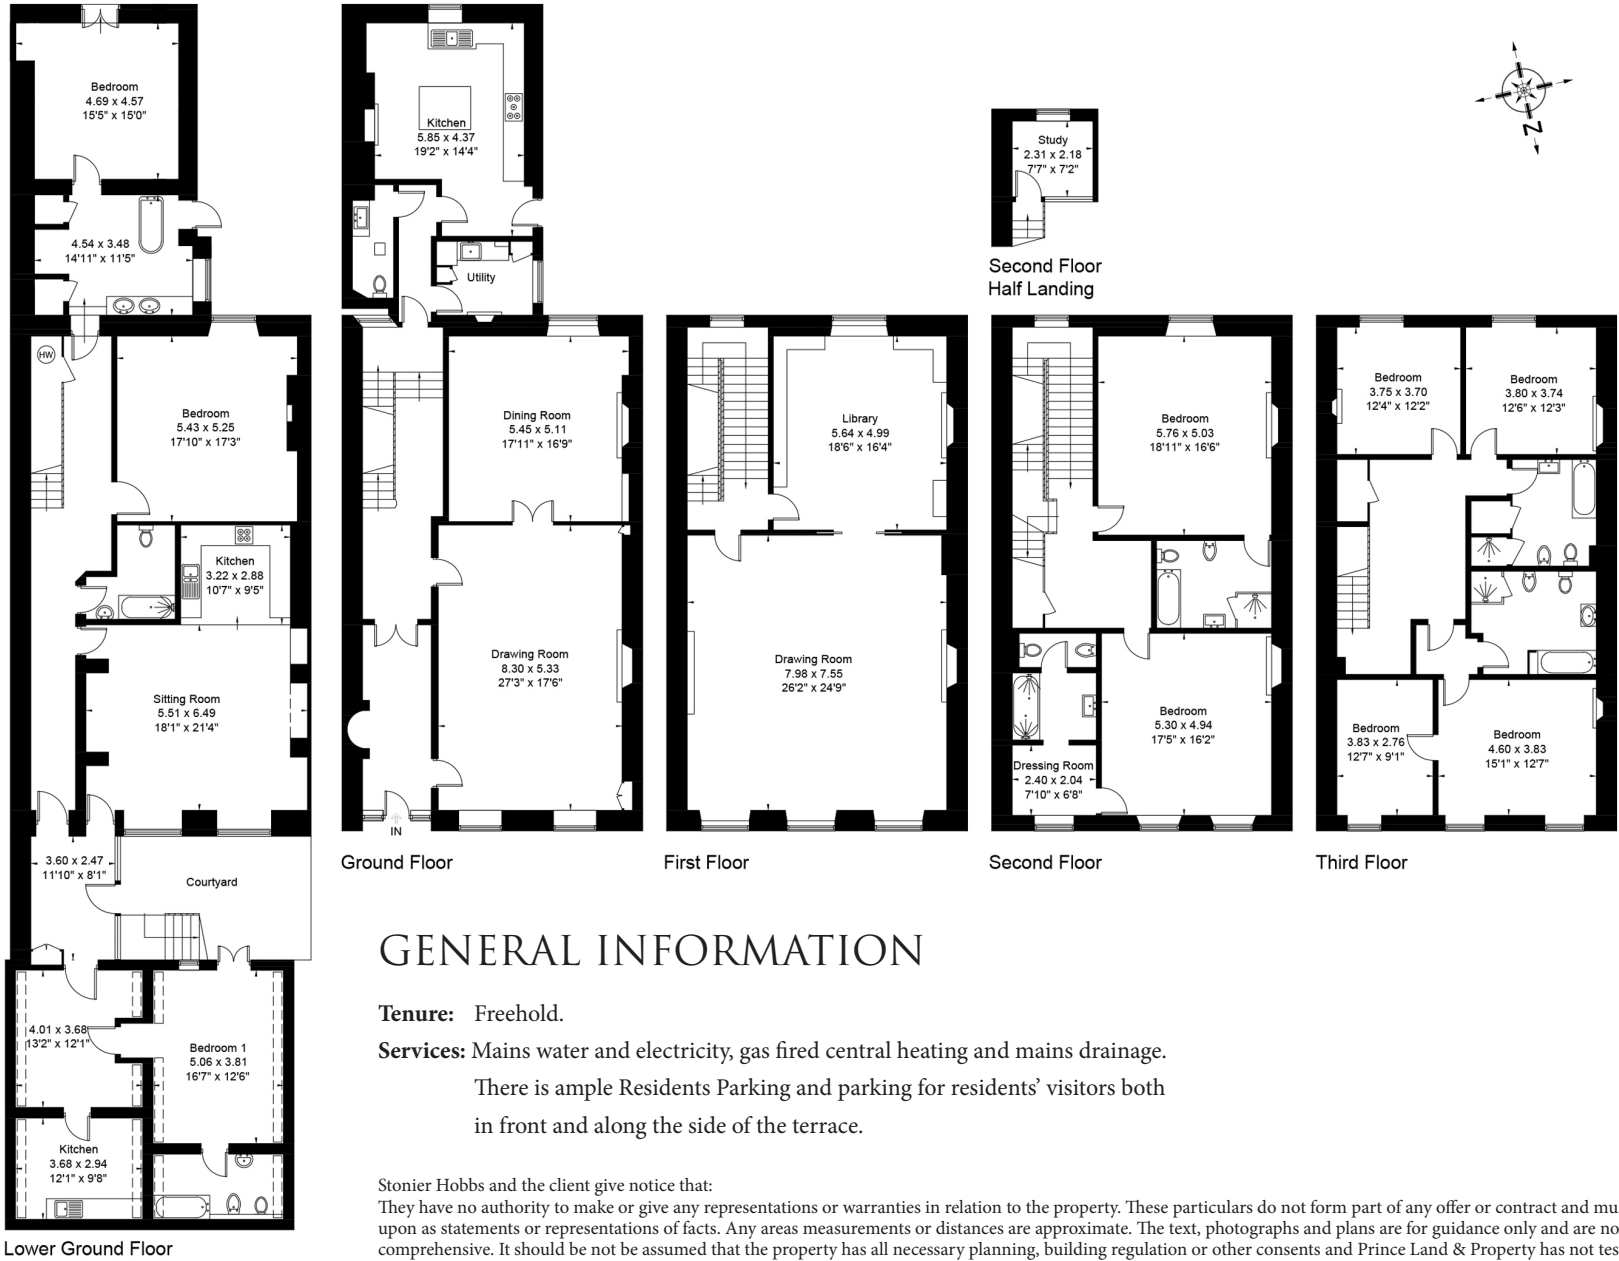 Bedroom
4.69 x 4.57
15'5" x 15'0"
4.54 x 3.48
14'11" x 11'5"
HW
Bedroom
5.43 x 5.25
17'10" x 17'3"
Kitchen
3.22 x 2.88
10'7" x 9'5"
Sitting Room
5.51 x 6.49
18'1" x 21'4"
3.60 x 2.47
11'10" x 8'1"
Courtyard
4.01 x 3.68
13'2" x 12'1"
Bedroom 1
5.06 x 3.81
16'7" x 12'6"
Kitchen
3.68 x 2.94
12'1" x 9'8"
Lower Ground Floor
Kitchen
5.85 x 4.37
19'2" x 14'4"
Utility
Dining Room
5.45 x 5.11
17'11" x 16'9"
Drawing Room
8.30 x 5.33
27'3" x 17'6"
IN
Ground Floor
Library
5.64 x 4.99
18'6" x 16'4"
Drawing Room
7.98 x 7.55
26'2" x 24'9"
First Floor
Study
2.31 x 2.18
7'7" x 7'2"
Second Floor
Half Landing
Bedroom
5.76 x 5.03
18'11" x 16'6"
Bedroom
5.30 x 4.94
17'5" x 16'2"
Dressing Room
2.40 x 2.04
7'10" x 6'8"
Second Floor
N
Bedroom
3.75 x 3.70
12'4" x 12'2"
Bedroom
3.80 x 3.74
12'6" x 12'3"
Bedroom
3.83 x 2.76
12'7" x 9'1"
Bedroom
4.60 x 3.83
15'1" x 12'7"
Third Floor
GENERAL INFORMATION
Tenure: Freehold.
Services: Mains water and electricity, gas fired central heating and mains drainage.
There is ample Residents Parking and parking for residents’ visitors both
in front and along the side of the terrace.
Stonier Hobbs and the client give notice that:
They have no authority to make or give any representations or warranties in relation to the property. These particulars do not form part of any offer or contract and mu
upon as statements or representations of facts. Any areas measurements or distances are approximate. The text, photographs and plans are for guidance only and are no
comprehensive. It should be not be assumed that the property has all necessary planning, building regulation or other consents and Prince Land & Property has not tes